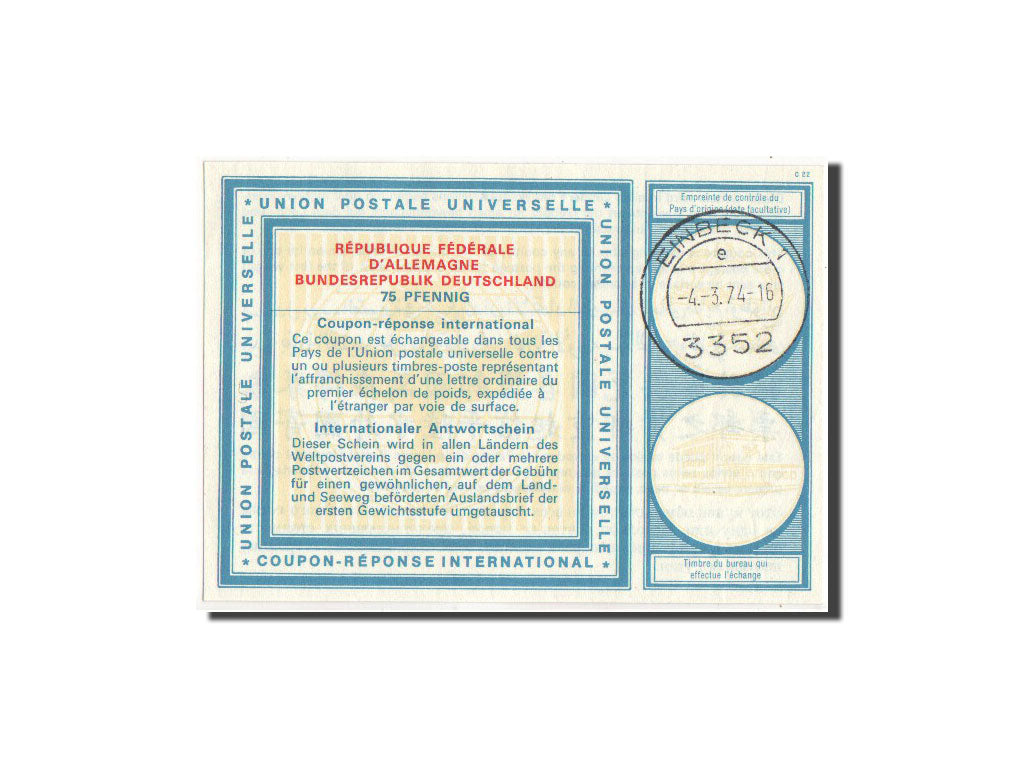 C 22
* UNION POSTALE UNIVERSELLE *
UNION POSTALE UNIVERSELLE
UNION POSTALE UNIVERSELLE
RÉPUBLIQUE FÉDÉRALE
D'ALLEMAGNE
BUNDESREPUBLIK DEUTSCHLAND
75 PFENNIG
Coupon-réponse international
Ce coupon est échangeable dans tous les
Pays de l'Union postale universelle contre
un ou plusieurs timbres-poste représentant
l'affranchissement d'une lettre ordinaire du
premier échelon de poids, expédiée à
l'étranger par voie de surface.
Internationaler Antwortschein
Dieser Schein wird in allen Ländern des
Weltpostvereins gegen ein oder mehrere
Postwertzeichen im Gesamtwert der Gebühr
für einen gewöhnlichen, auf dem Land-
und Seeweg beförderten Auslandsbrief der
ersten Gewichtsstufe umgetauscht.
* COUPON-RÉPONSE INTERNATIONAL *
Empreinte de contrôle du
Pays d'origine (date facultative)
EINBECK 1
e
-4.-3.74-16
3352
Timbre du bureau qui
effectue l'échange